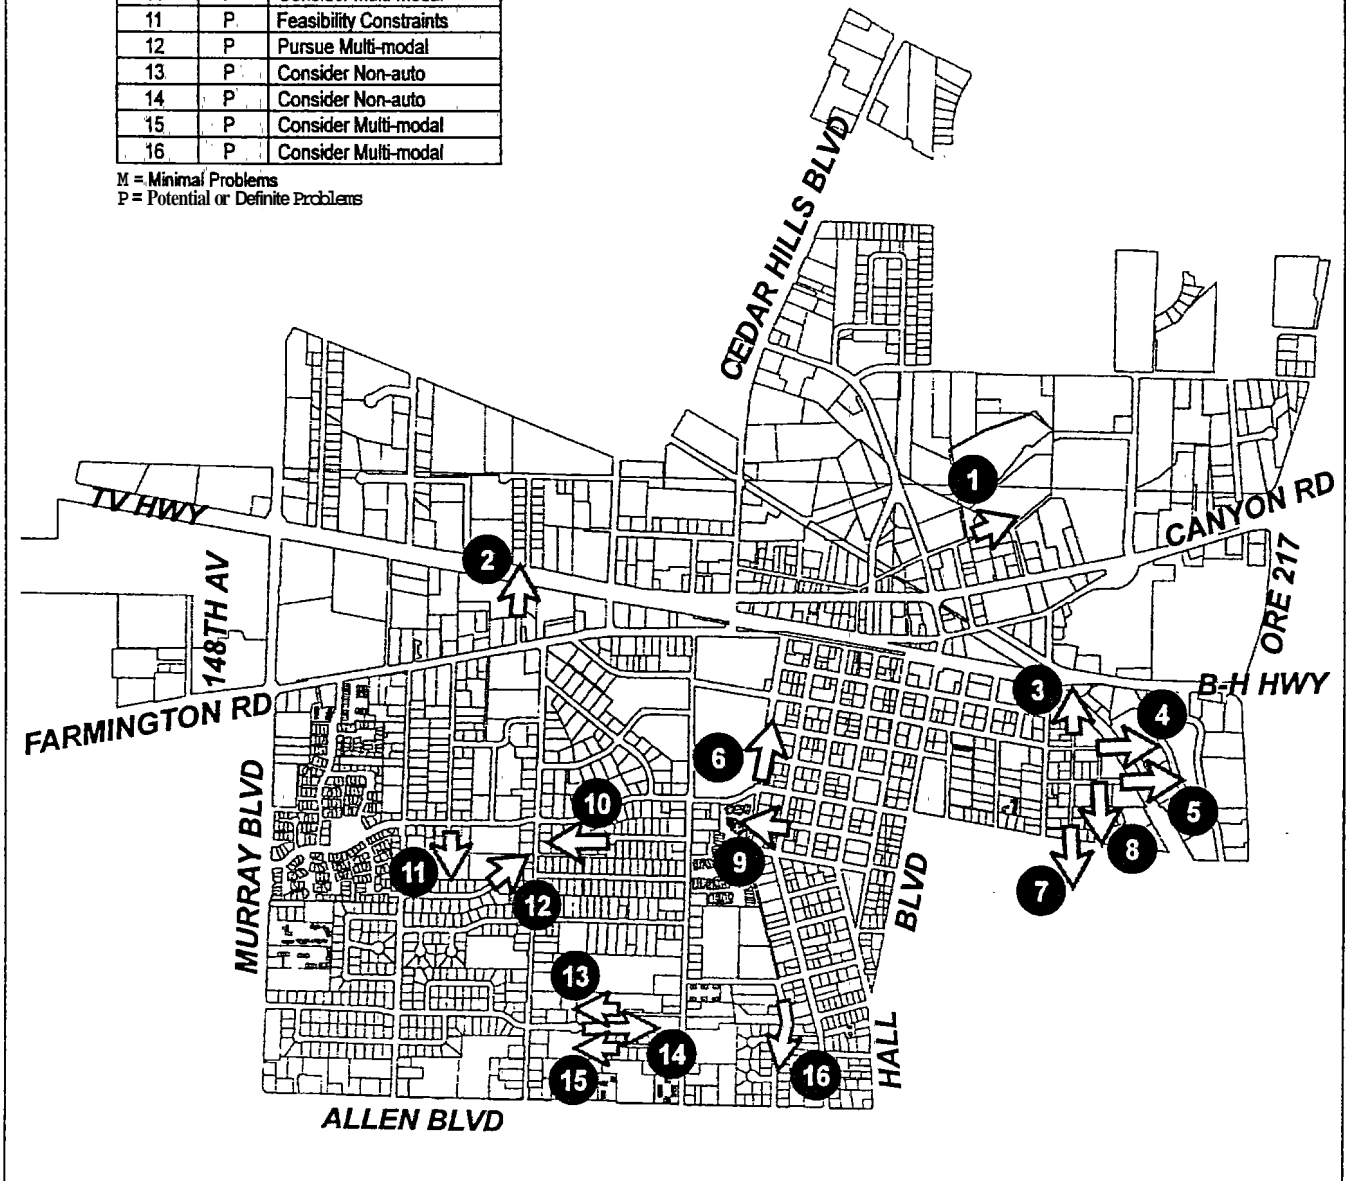 11 P Feasibility Constraints
12 P Pursue Multi-modal
13 P Consider Non-auto
14 P Consider Non-auto
15 P Consider Multi-modal
16 P Consider Multi-modal
M = Minimal Problems
P = Potential or Definite Problems
CEDAR HILLS BLVD
1
TV HWY
CANYON RD
2
148TH AV
ORE 217
3
B-H HWY
FARMINGTON RD
4
6
MURRAY BLVD
10
5
9
8
11
7
BLVD
12
13
14
HALL
15
16
ALLEN BLVD